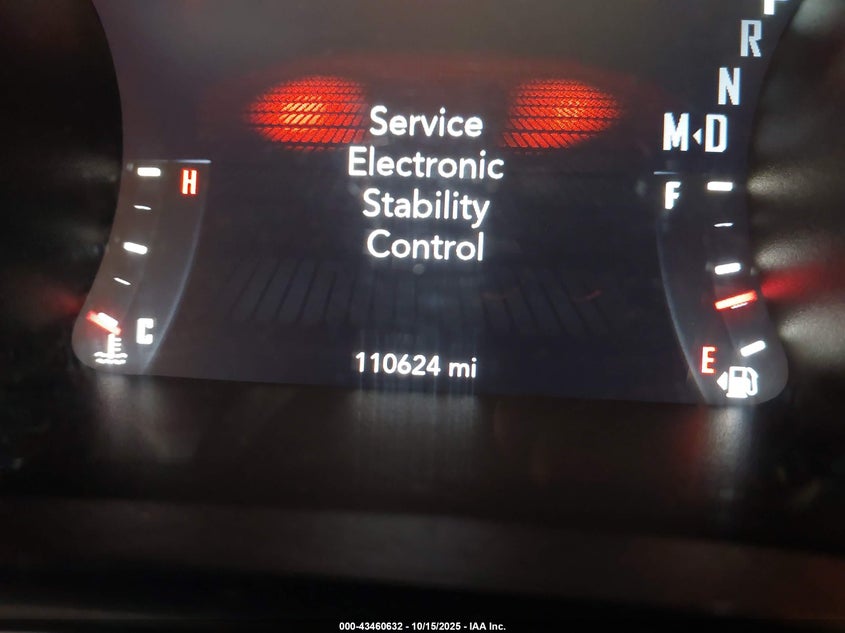 P
R
N
M◂D
Service
Electronic
Stability
Control
H
F
C
E
110624 mi
000-43460632 - 10/15/2025 - IAA Inc.